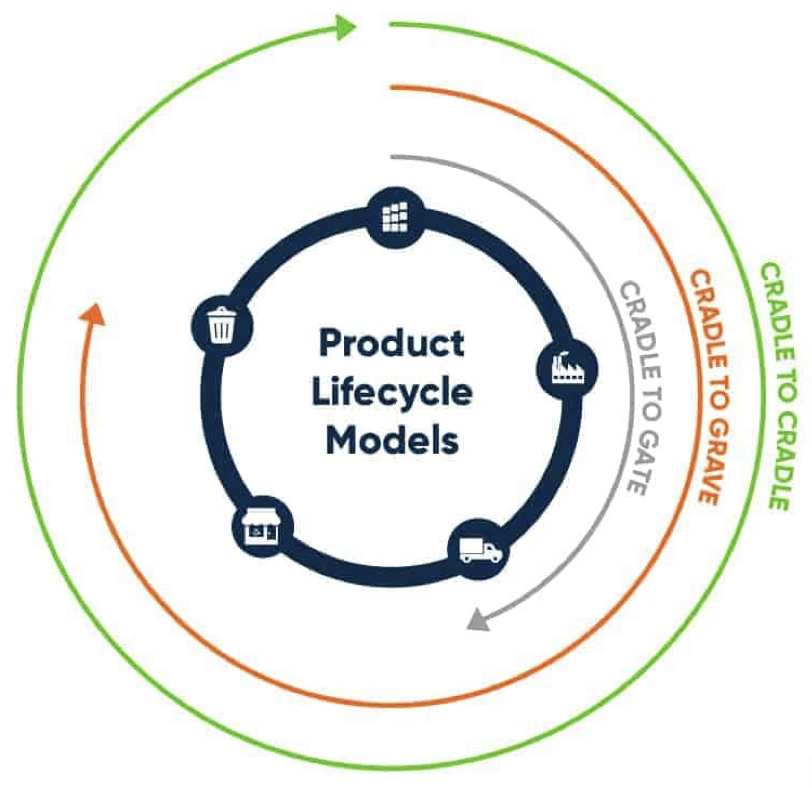 Product
Lifecycle
Models
CRADLE TO GATE
CRADLE TO GRAVE
CRADLE TO CRADLE